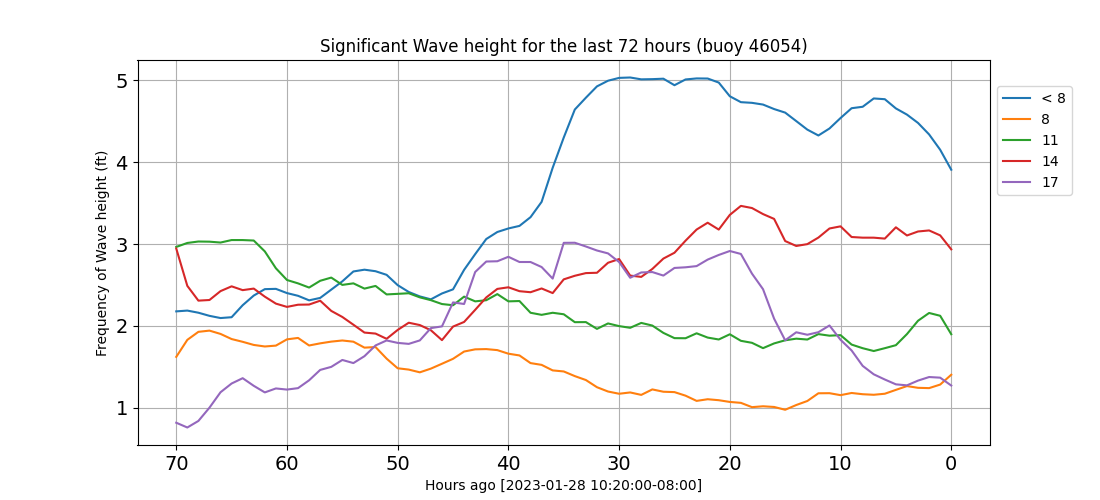 Significant Wave height for the last 72 hours (buoy 46054)
Frequency of Wave height (ft)
5
4
3
2
1
70 60 50 40 30 20 10 0
Hours ago [2023-01-28 10:20:00-08:00]
< 8
8
11
14
17